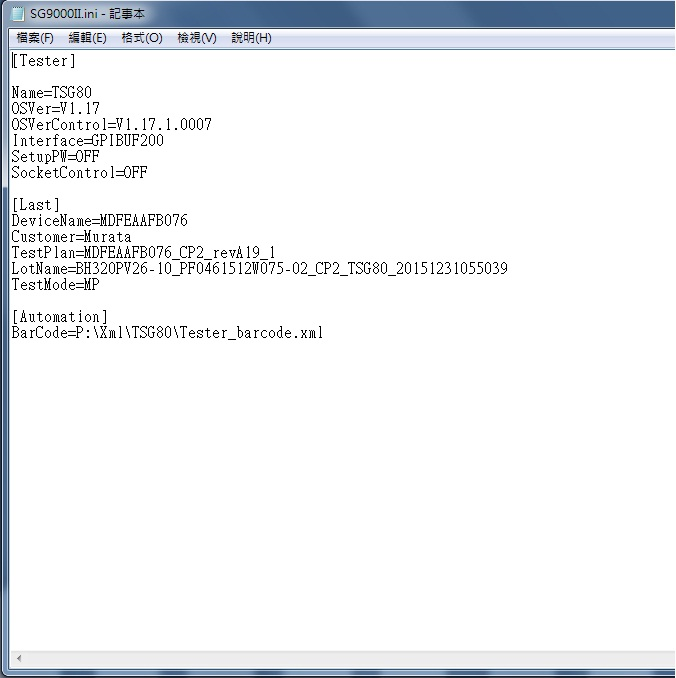 SG9000II.ini - 記事本
檔案(F) 編輯(E) 格式(O) 檢視(V) 說明(H)
[Tester]
Name=TSG80
OSVer=V1.17
OSVerControl=V1.17.1.0007
Interface=GPIBUF200
SetupPW=OFF
SocketControl=OFF
[Last]
DeviceName=MDFEAAFB076
Customer=Murata
TestPlan=MDFEAAFB076_CP2_revA19_1
LotName=BH320PV26-10_PF0461512W075-02_CP2_TSG80_20151231055039
TestMode=MP
[Automation]
BarCode=P:\Xml\TSG80\Tester_barcode.xml